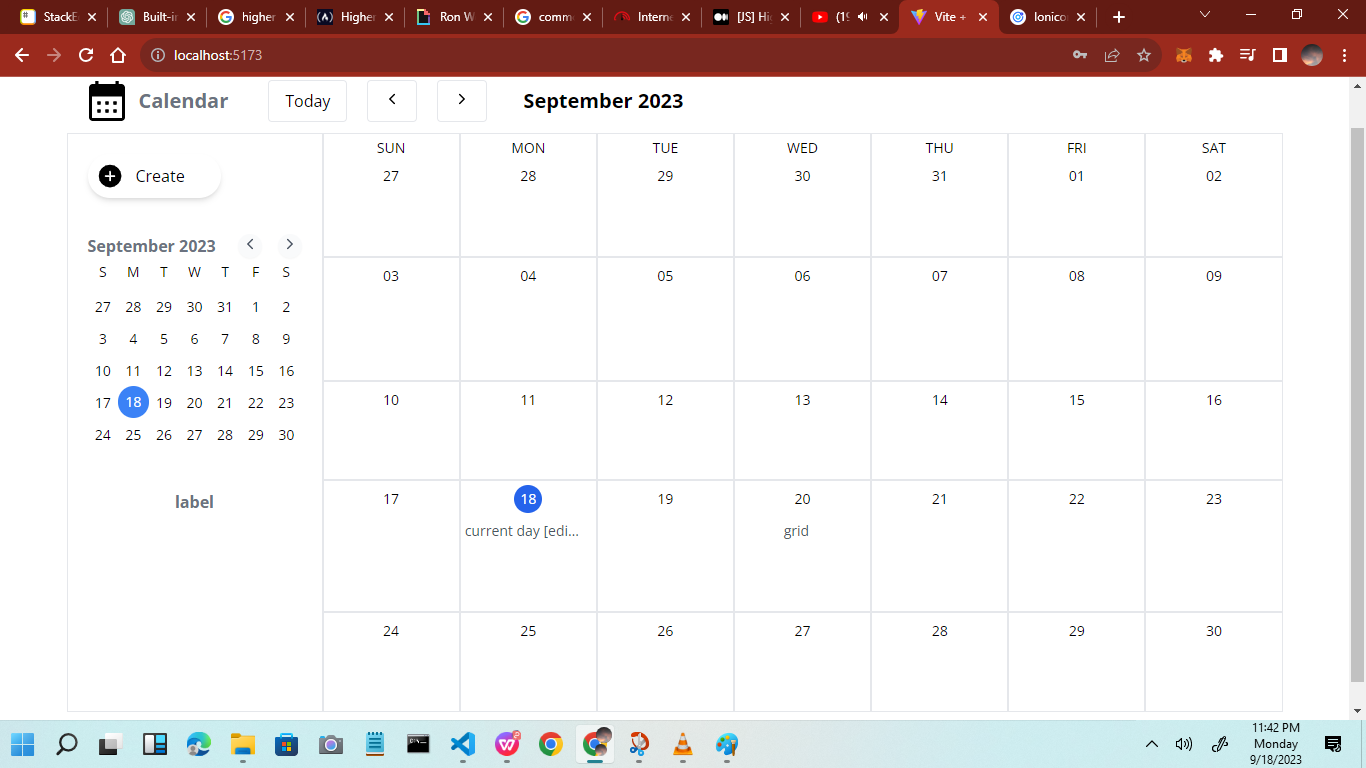 StackE
Built-in
higher
Higher
Ron W
comm
Interne
[JS] Hi
(19
Vite +
Ionico
localhost:5173
Calendar
Today
September 2023
Create
September 2023
S M T W T F S
27 28 29 30 31 1 2
3 4 5 6 7 8 9
10 11 12 13 14 15 16
17 18 19 20 21 22 23
24 25 26 27 28 29 30
label
SUN MON TUE WED THU FRI SAT
27 28 29 30 31 01 02
03 04 05 06 07 08 09
10 11 12 13 14 15 16
17 18 19 20 21 22 23
current day [edi... grid
24 25 26 27 28 29 30
11:42 PM
Monday
9/18/2023